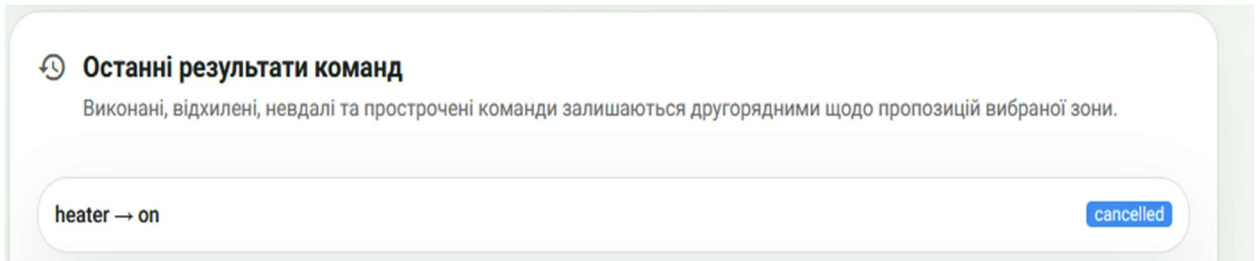 Останні результати команд
Виконані, відхилені, невдалі та прострочені команди залишаються другорядними щодо пропозицій вибраної зони.
heater → on
cancelled